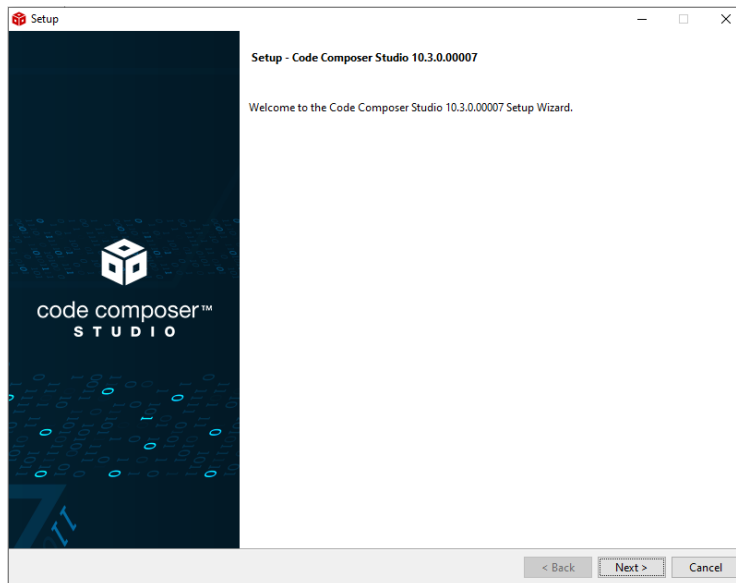 Setup
Setup - Code Composer Studio 10.3.0.00007
Welcome to the Code Composer Studio 10.3.0.00007 Setup Wizard.
code composer™
STUDIO
< Back
Next >
Cancel